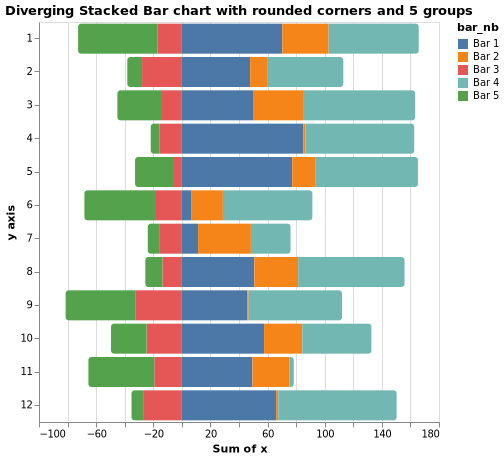 Diverging Stacked Bar chart with rounded corners and 5 groups
bar_nb
Bar 1
Bar 2
Bar 3
Bar 4
Bar 5
y axis
1
2
3
4
5
6
7
8
9
10
11
12
−100 −60 −20 20 60 100 140 180
Sum of x